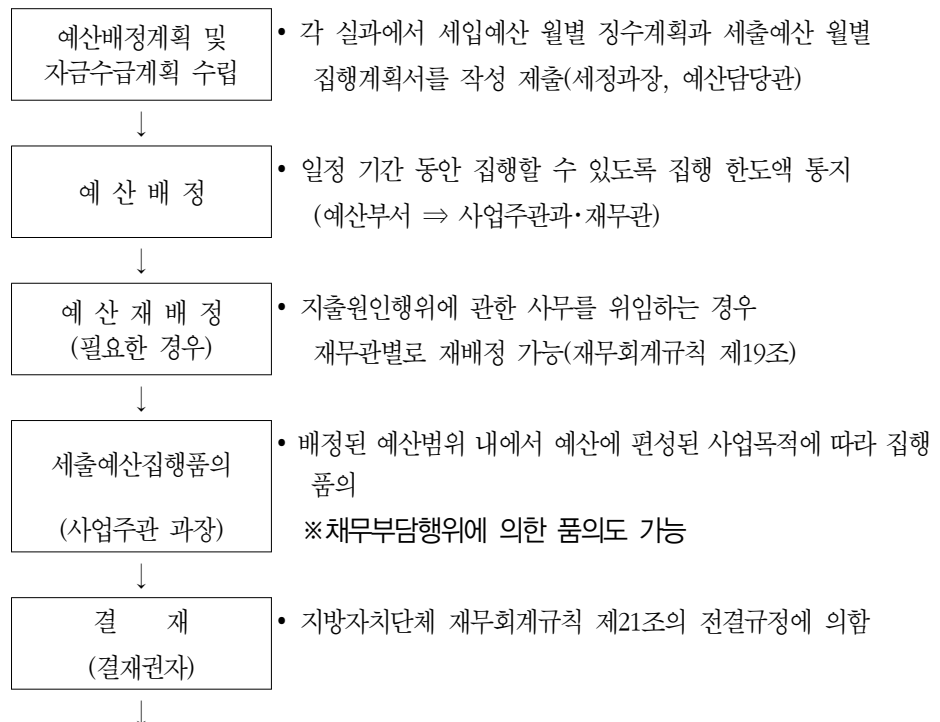 예산배정계획 및
자금수급계획 수립
• 각 실과에서 세입예산 월별 징수계획과 세출예산 월별
집행계획서를 작성 제출(세정과장, 예산담당관)
↓
예 산 배 정
• 일정 기간 동안 집행할 수 있도록 집행 한도액 통지
(예산부서 ⇒ 사업주관과·재무관)
↓
예 산 재 배 정
(필요한 경우)
• 지출원인행위에 관한 사무를 위임하는 경우
재무관별로 재배정 가능(재무회계규칙 제19조)
↓
세출예산집행품의
(사업주관 과장)
• 배정된 예산범위 내에서 예산에 편성된 사업목적에 따라 집행
품의
※채무부담행위에 의한 품의도 가능
↓
결 재
(결재권자)
• 지방자치단체 재무회계규칙 제21조의 전결규정에 의함
↓